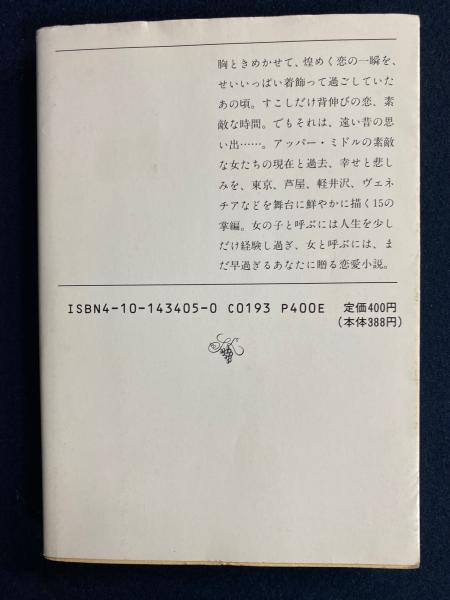 胸ときめかせて、煌めく恋の一瞬を、
せいいっぱい着飾って過ごしていた
あの頃。すこしだけ背伸びの恋、素
敵な時間。でもそれは、遠い昔の思
い出……。アッパー・ミドルの素敵
な女たちの現在と過去、幸せと悲し
みを、東京、芦屋、軽井沢、ヴェネ
チアなどを舞台に鮮やかに描く15の
掌編。女の子と呼ぶには人生を少し
だけ経験し過ぎ、女と呼ぶには、ま
だ早過ぎるあなたに贈る恋愛小説。
ISBN4-10-143405-0 C0193 P400E 定価400円
(本体388円)